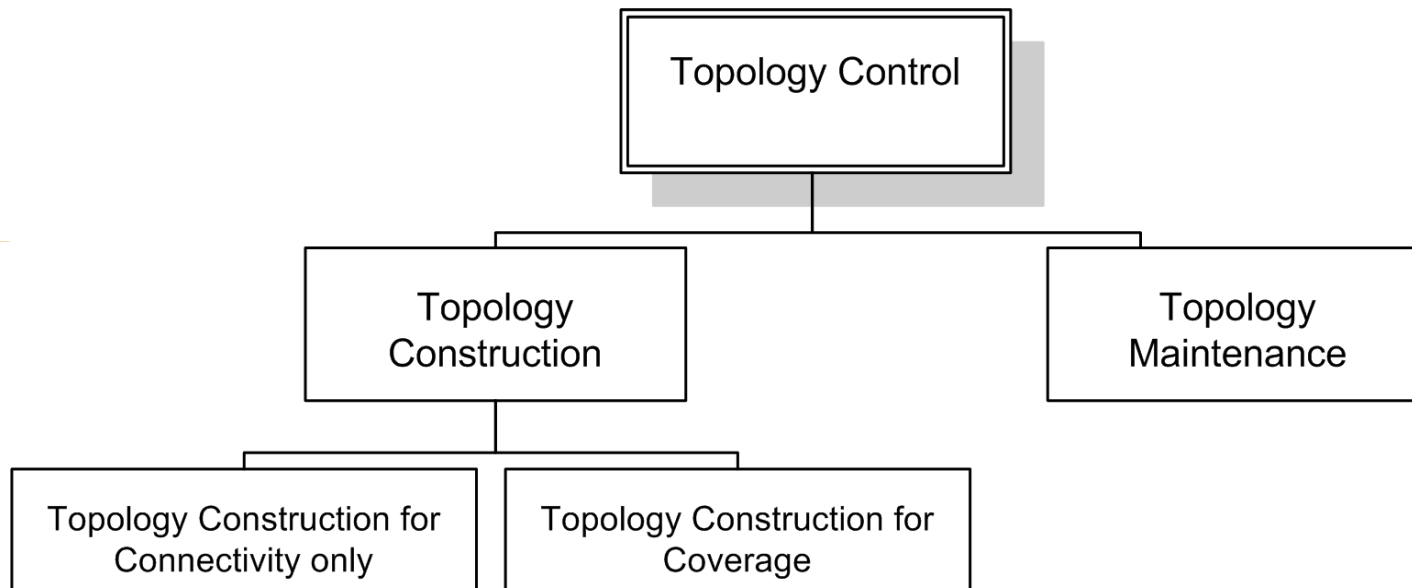 Topology Control
Topology
Construction
Topology
Maintenance
Topology Construction for
Connectivity only
Topology Construction for
Coverage